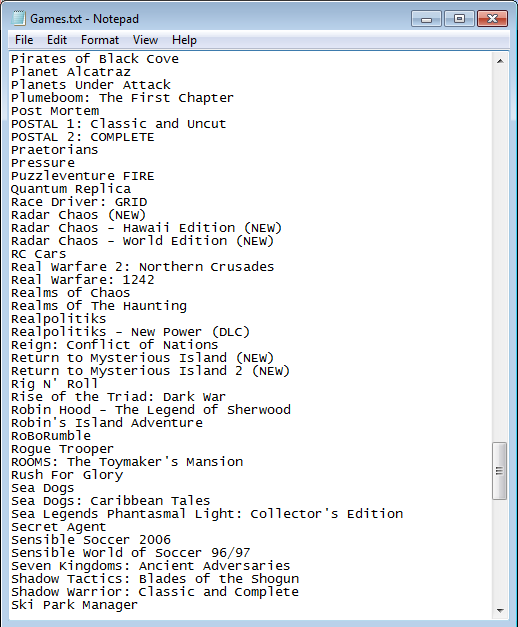 Games.txt - Notepad
File Edit Format View Help
Pirates of Black Cove
Planet Alcatraz
Planets Under Attack
Plumeboom: The First Chapter
Post Mortem
POSTAL 1: Classic and Uncut
POSTAL 2: COMPLETE
Praetorians
Pressure
Puzzleventure FIRE
Quantum Replica
Race Driver: GRID
Radar Chaos (NEW)
Radar Chaos - Hawaii Edition (NEW)
Radar Chaos - World Edition (NEW)
RC Cars
Real Warfare 2: Northern Crusades
Real Warfare: 1242
Realms of Chaos
Realms Of The Haunting
Realpolitiks
Realpolitiks - New Power (DLC)
Reign: Conflict of Nations
Return to Mysterious Island (NEW)
Return to Mysterious Island 2 (NEW)
Rig N' Roll
Rise of the Triad: Dark War
Robin Hood - The Legend of Sherwood
Robin's Island Adventure
RoBoRumble
Rogue Trooper
ROOMS: The Toymaker's Mansion
Rush For Glory
Sea Dogs
Sea Dogs: Caribbean Tales
Sea Legends Phantasmal Light: Collector's Edition
Secret Agent
Sensible Soccer 2006
Sensible World of Soccer 96/97
Seven Kingdoms: Ancient Adversaries
Shadow Tactics: Blades of the Shogun
Shadow Warrior: Classic and Complete
Ski Park Manager